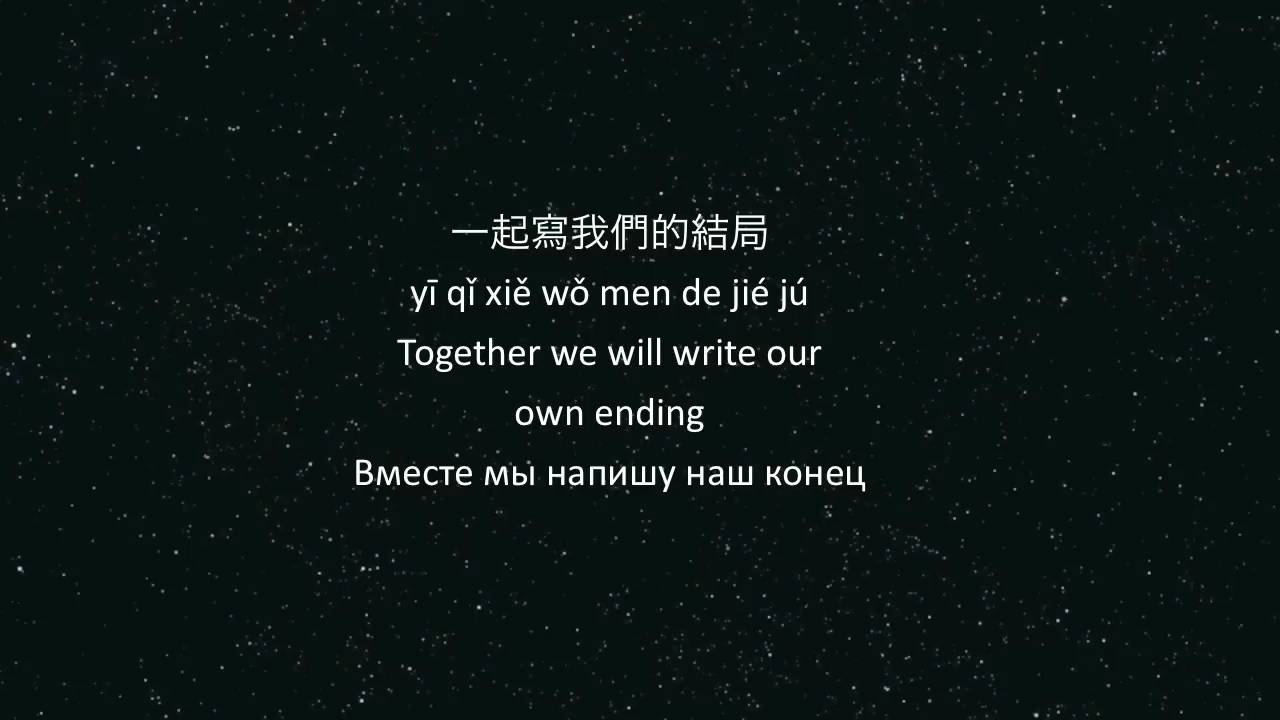 一起寫我們的結局
yī qǐ xiě wǒ men de jié jú
Together we will write our
own ending
Вместе мы напишу наш конец